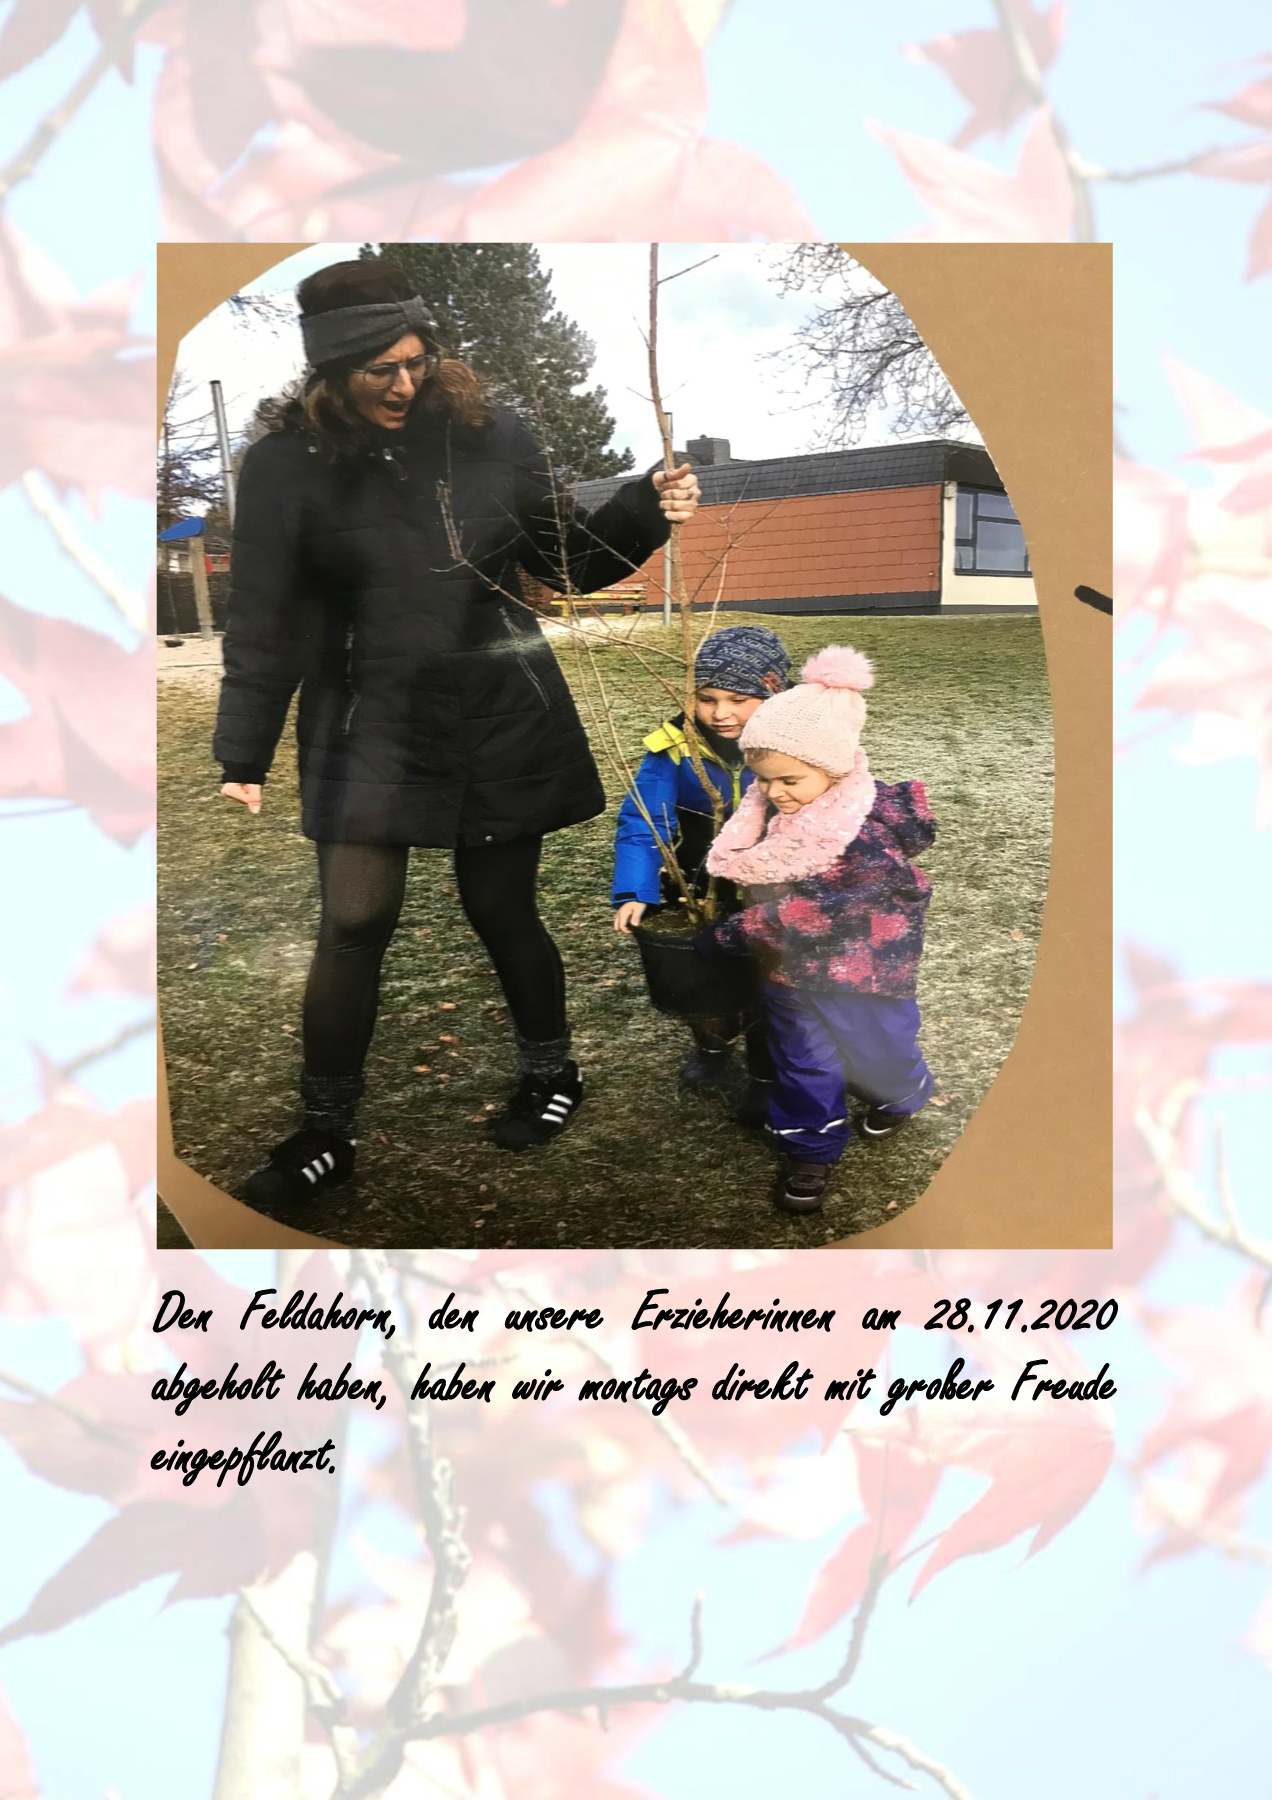 Den Feldahorn, den unsere Erzieherinnen am 28.11.2020
abgeholt haben, haben wir montags direkt mit großer Freude
eingepflanzt.